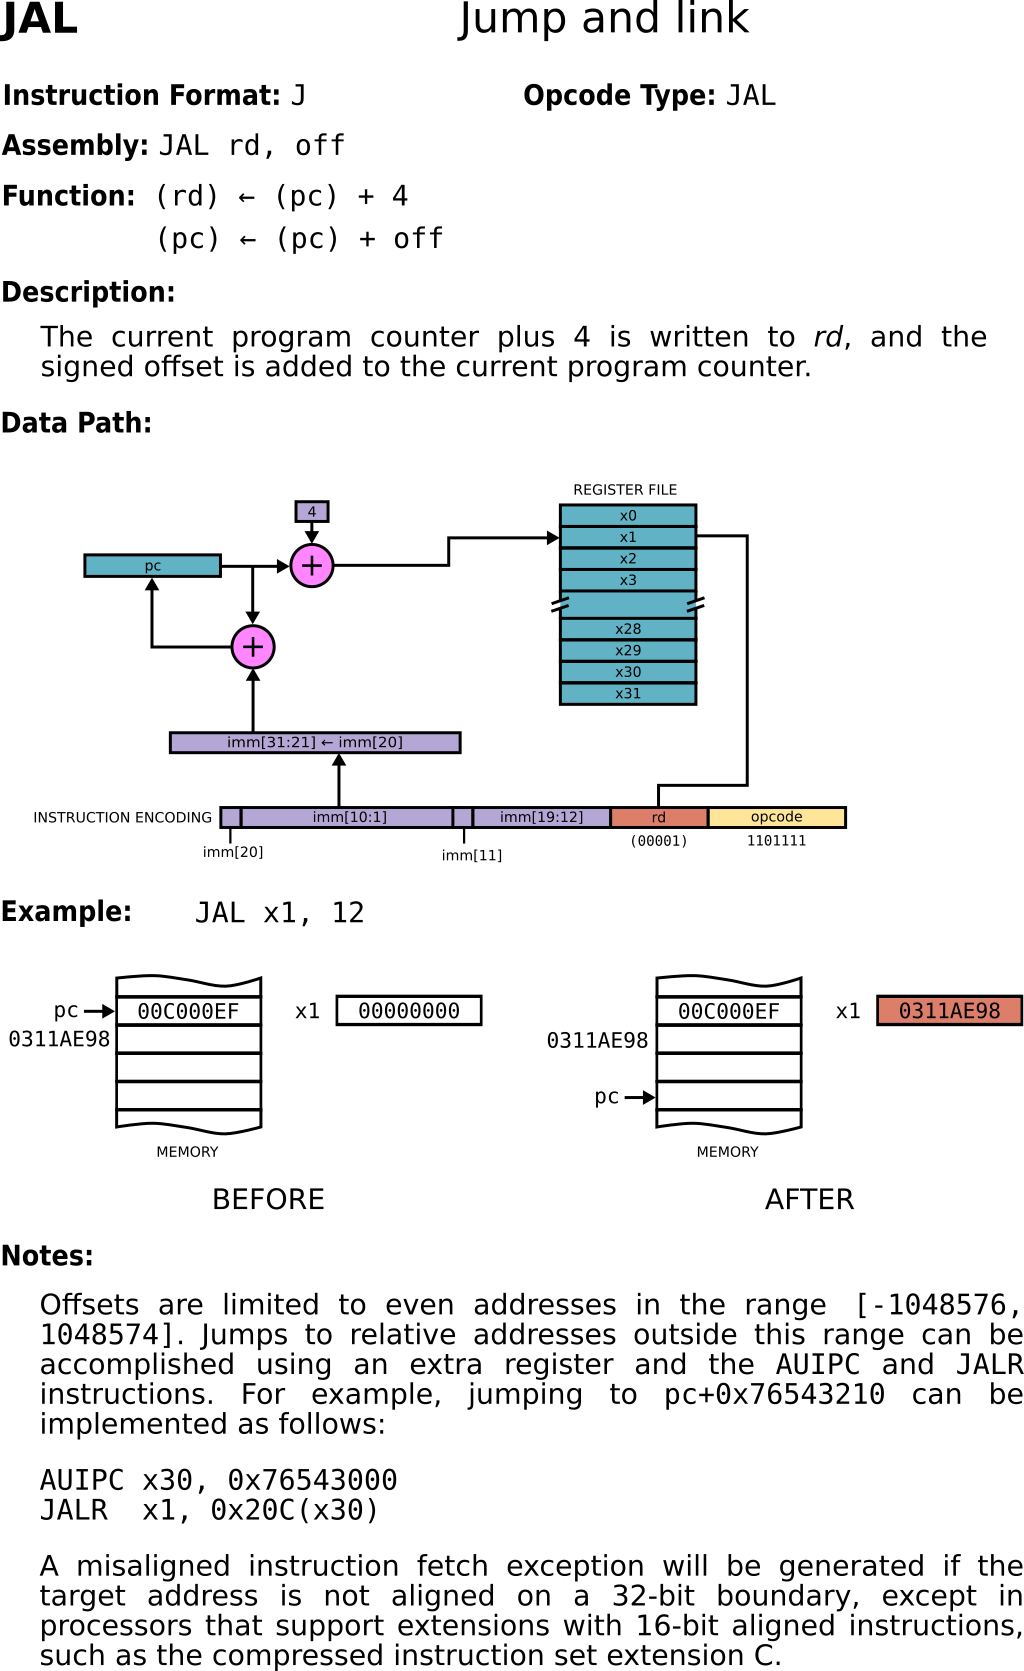 JAL Jump and link
Instruction Format: J Opcode Type: JAL
Assembly: JAL rd, off
Function: (rd) ← (pc) + 4
(pc) ← (pc) + off
Description:
The current program counter plus 4 is written to rd, and the
signed offset is added to the current program counter.
Data Path:
REGISTER FILE
4
x0
x1
x2
x3
pc
+
+
x28
x29
x30
x31
imm[31:21] ← imm[20]
INSTRUCTION ENCODING imm[10:1] imm[19:12] rd opcode
imm[20] imm[11] (00001) 1101111
Example: JAL x1, 12
pc 00C000EF x1 00000000 00C000EF x1 0311AE98
0311AE98 0311AE98
pc
MEMORY MEMORY
BEFORE AFTER
Notes:
Offsets are limited to even addresses in the range [-1048576,
1048574]. Jumps to relative addresses outside this range can be
accomplished using an extra register and the AUIPC and JALR
instructions. For example, jumping to pc+0x76543210 can be
implemented as follows:
AUIPC x30, 0x76543000
JALR x1, 0x20C(x30)
A misaligned instruction fetch exception will be generated if the
target address is not aligned on a 32-bit boundary, except in
processors that support extensions with 16-bit aligned instructions,
such as the compressed instruction set extension C.